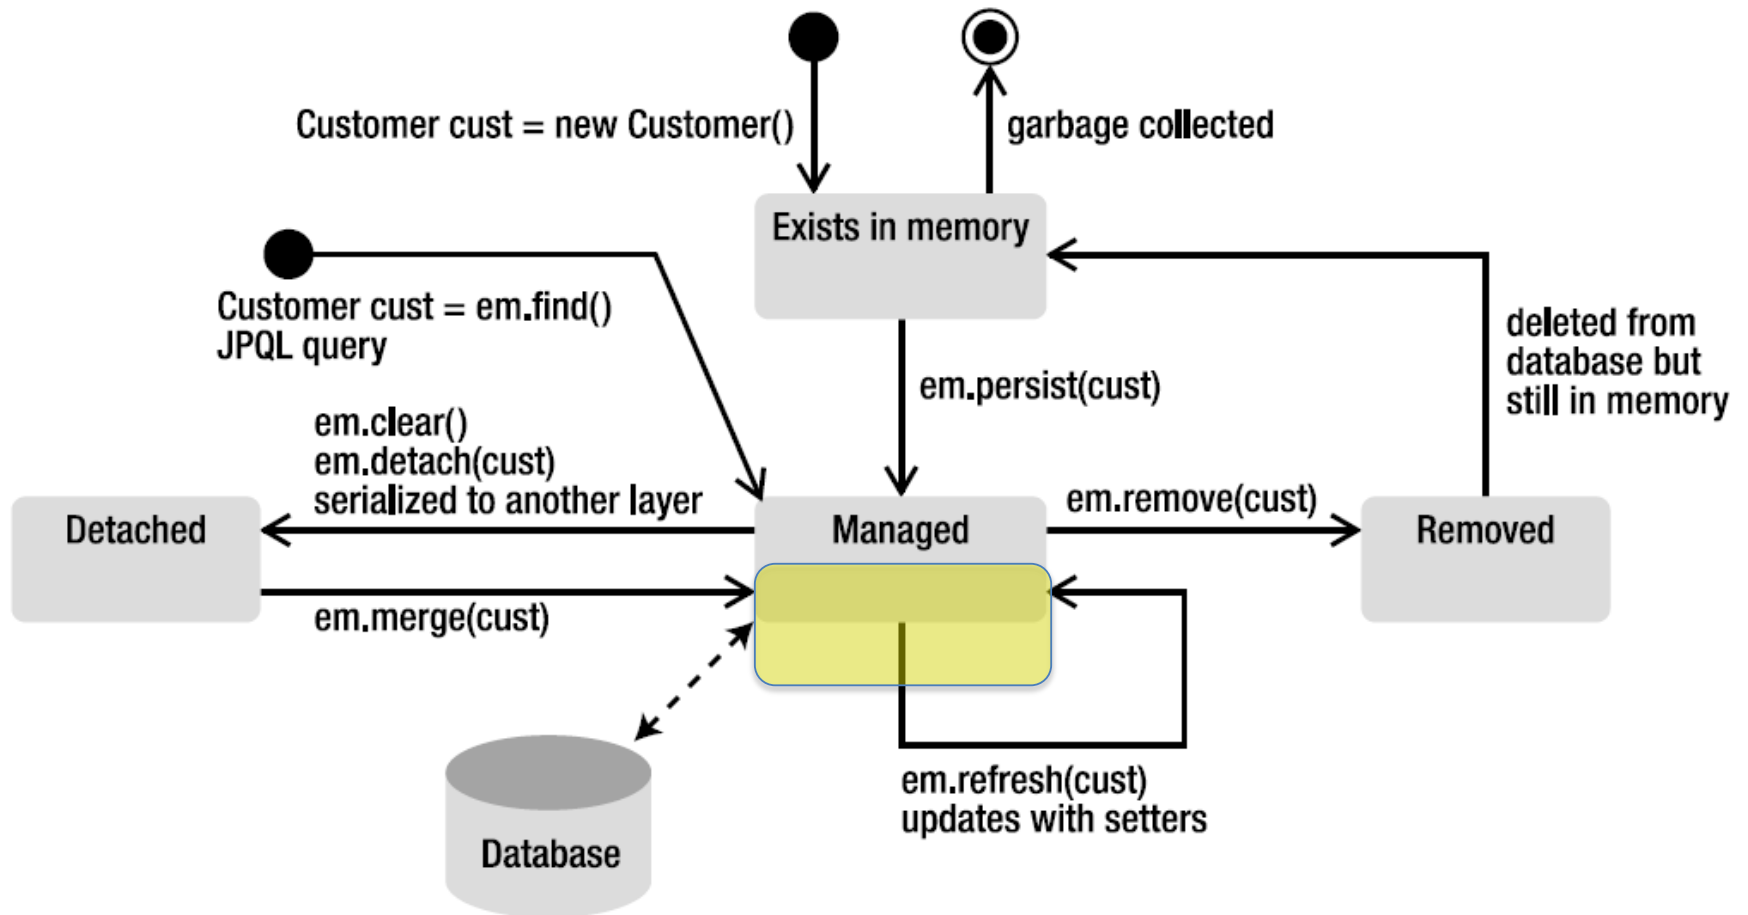 Customer cust = new Customer()
garbage collected
Exists in memory
Customer cust = em.find()
JPQL query
deleted from
database but
still in memory
em.persist(cust)
em.clear()
em.detach(cust)
serialized to another layer
Detached
Managed
em.remove(cust)
Removed
em.merge(cust)
em.refresh(cust)
updates with setters
Database